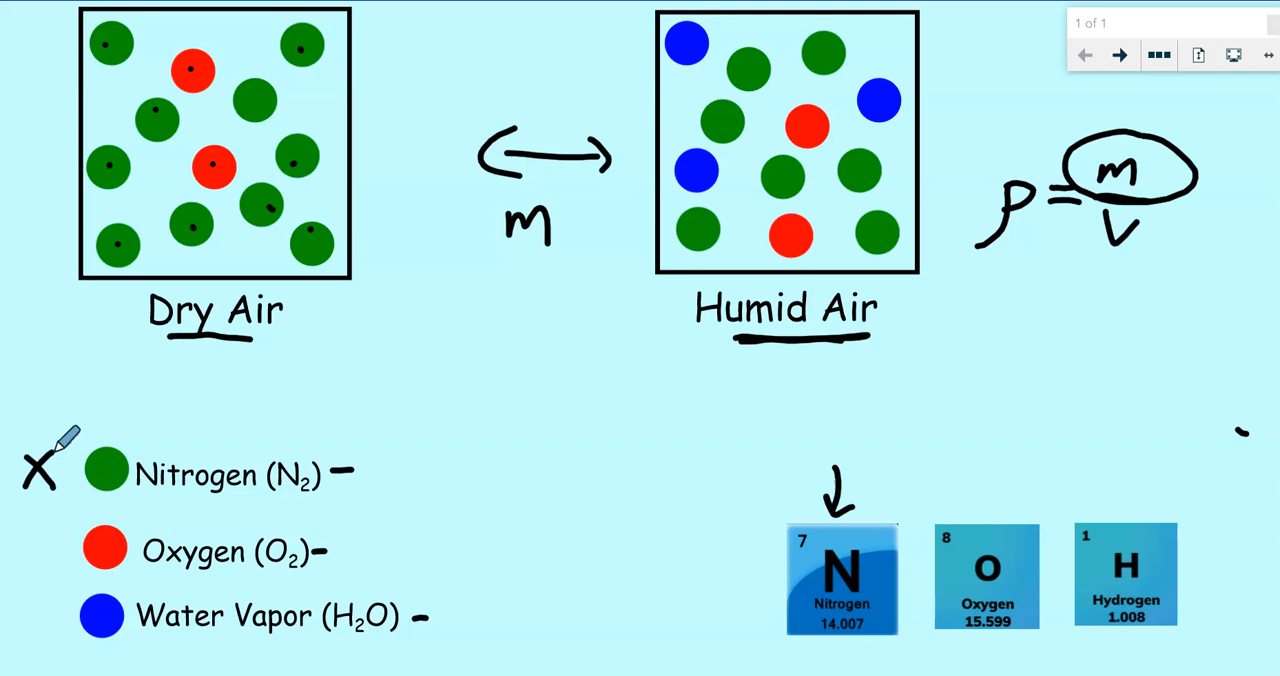 1 of 1
m
ρ = m
V
Dry Air
Humid Air
X Nitrogen (N₂) -
Oxygen (O₂) -
Water Vapor (H₂O) -
7
N
Nitrogen
14.007
8
O
Oxygen
15.599
1
H
Hydrogen
1.008